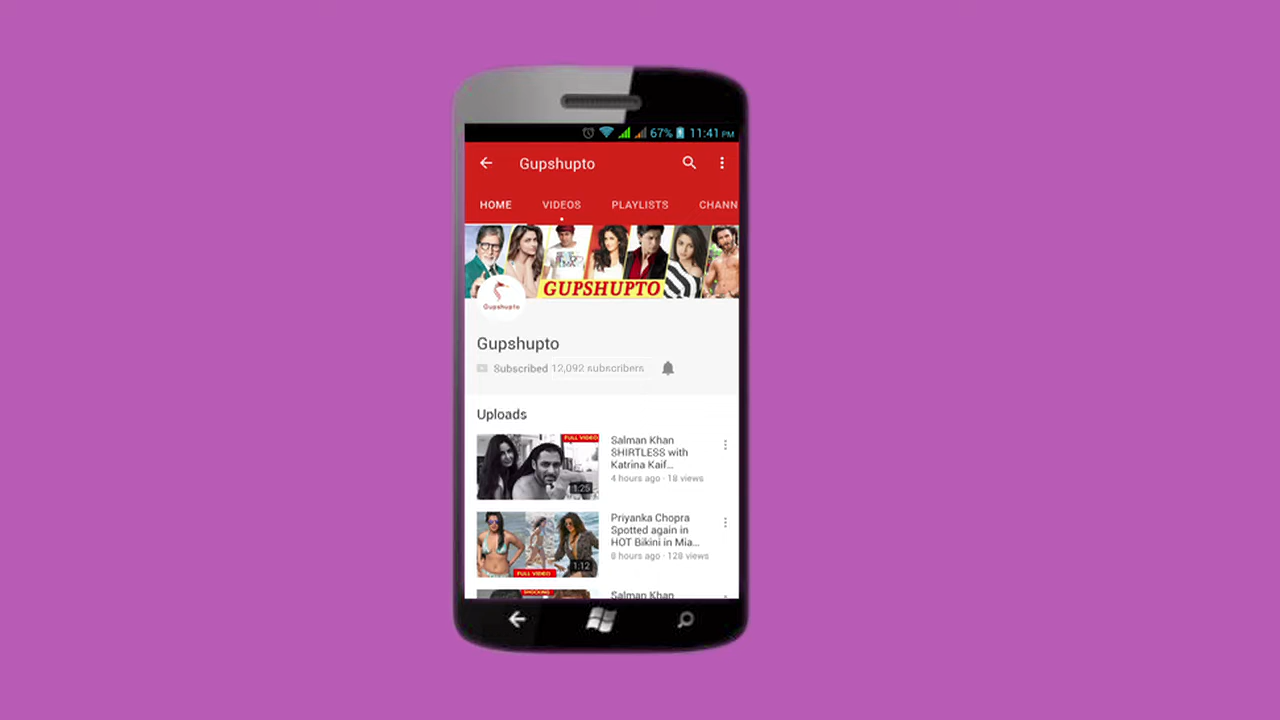 67% 11:41 PM
Gupshupto
HOME VIDEOS PLAYLISTS CHANN
GUPSHUPTO
Gupshupto
Gupshupto
Subscribed 12,092 subscribers
Uploads
FULL VIDEO
1:25
Salman Khan
SHIRTLESS with
Katrina Kaif...
4 hours ago · 18 views
FULL VIDEO
1:12
Priyanka Chopra
Spotted again in
HOT Bikini in Mia...
8 hours ago · 128 views
SHOCKING
Salman Khan